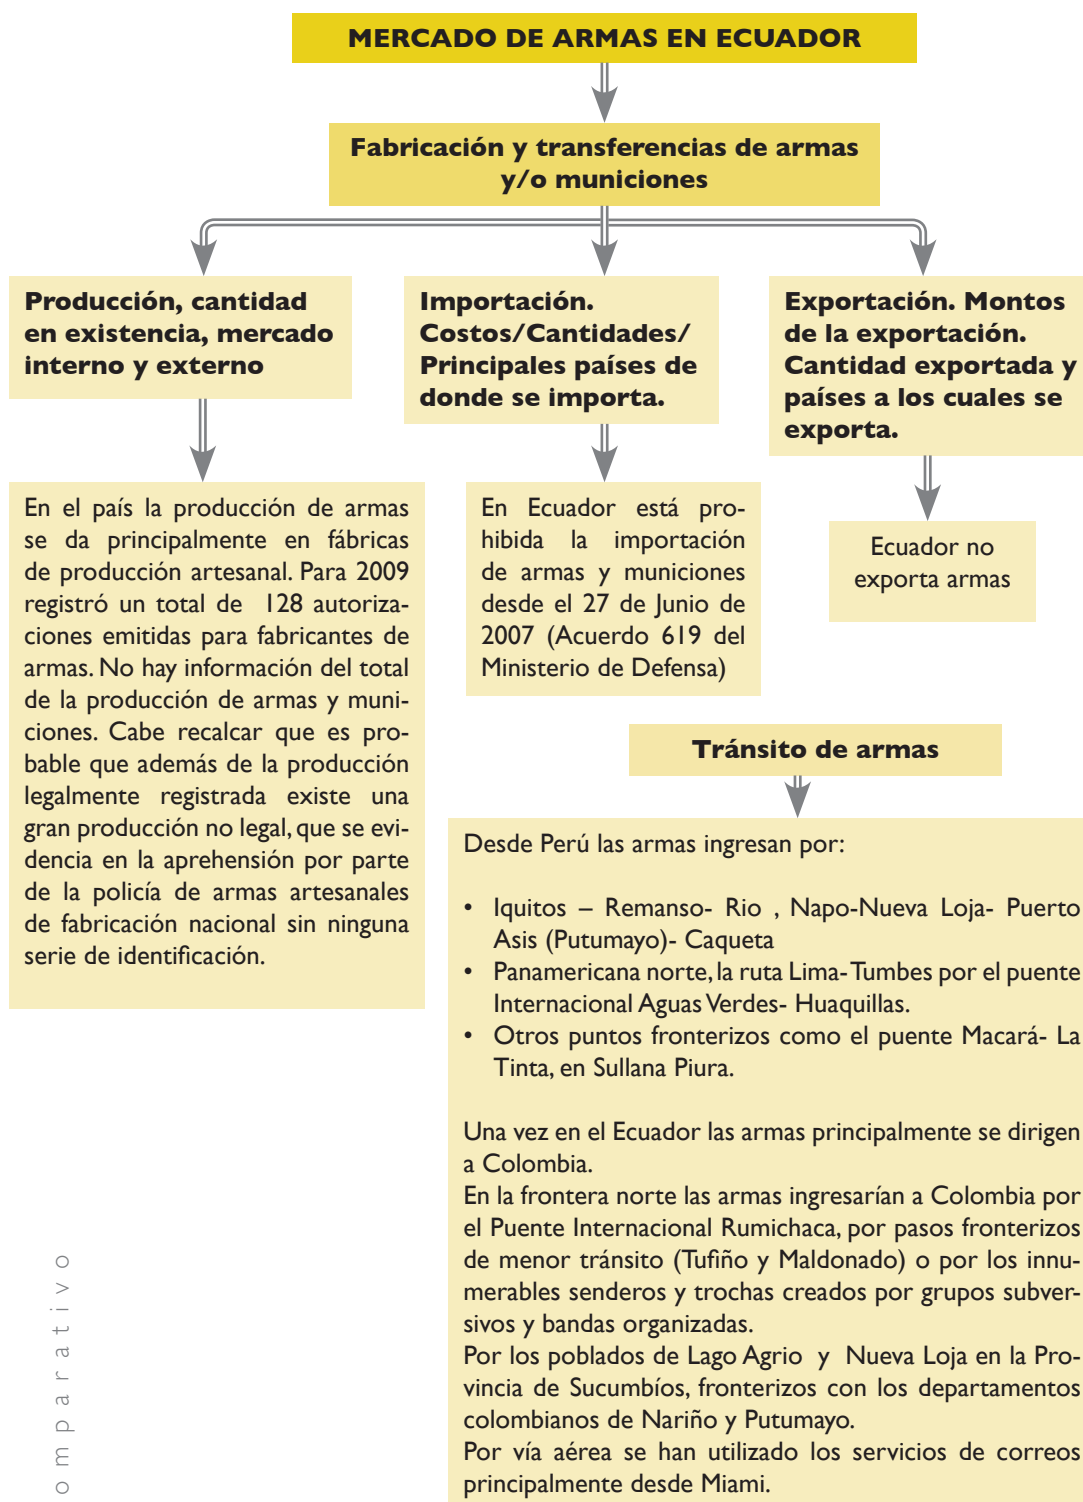 MERCADO DE ARMAS EN ECUADOR
Fabricación y transferencias de armas
y/o municiones
Producción, cantidad
en existencia, mercado
interno y externo
Importación.
Costos/Cantidades/
Principales países de
donde se importa.
Exportación. Montos
de la exportación.
Cantidad exportada y
países a los cuales se
exporta.
En el país la producción de armas
se da principalmente en fábricas
de producción artesanal. Para 2009
registró un total de 128 autoriza-
ciones emitidas para fabricantes de
armas. No hay información del total
de la producción de armas y muni-
ciones. Cabe recalcar que es pro-
bable que además de la producción
legalmente registrada existe una
gran producción no legal, que se evi-
dencia en la aprehensión por parte
de la policía de armas artesanales
de fabricación nacional sin ninguna
serie de identificación.
En Ecuador está pro-
hibida la importación
de armas y municiones
desde el 27 de Junio de
2007 (Acuerdo 619 del
Ministerio de Defensa)
Ecuador no
exporta armas
Tránsito de armas
Desde Perú las armas ingresan por:
• Iquitos – Remanso- Rio , Napo-Nueva Loja- Puerto
Asis (Putumayo)- Caqueta
• Panamericana norte, la ruta Lima- Tumbes por el puente
Internacional Aguas Verdes- Huaquillas.
• Otros puntos fronterizos como el puente Macará- La
Tinta, en Sullana Piura.
Una vez en el Ecuador las armas principalmente se dirigen
a Colombia.
En la frontera norte las armas ingresarían a Colombia por
el Puente Internacional Rumichaca, por pasos fronterizos
de menor tránsito (Tufiño y Maldonado) o por los innu-
merables senderos y trochas creados por grupos subver-
sivos y bandas organizadas.
Por los poblados de Lago Agrio y Nueva Loja en la Pro-
vincia de Sucumbíos, fronterizos con los departamentos
colombianos de Nariño y Putumayo.
Por vía aérea se han utilizado los servicios de correos
principalmente desde Miami.
omparativo